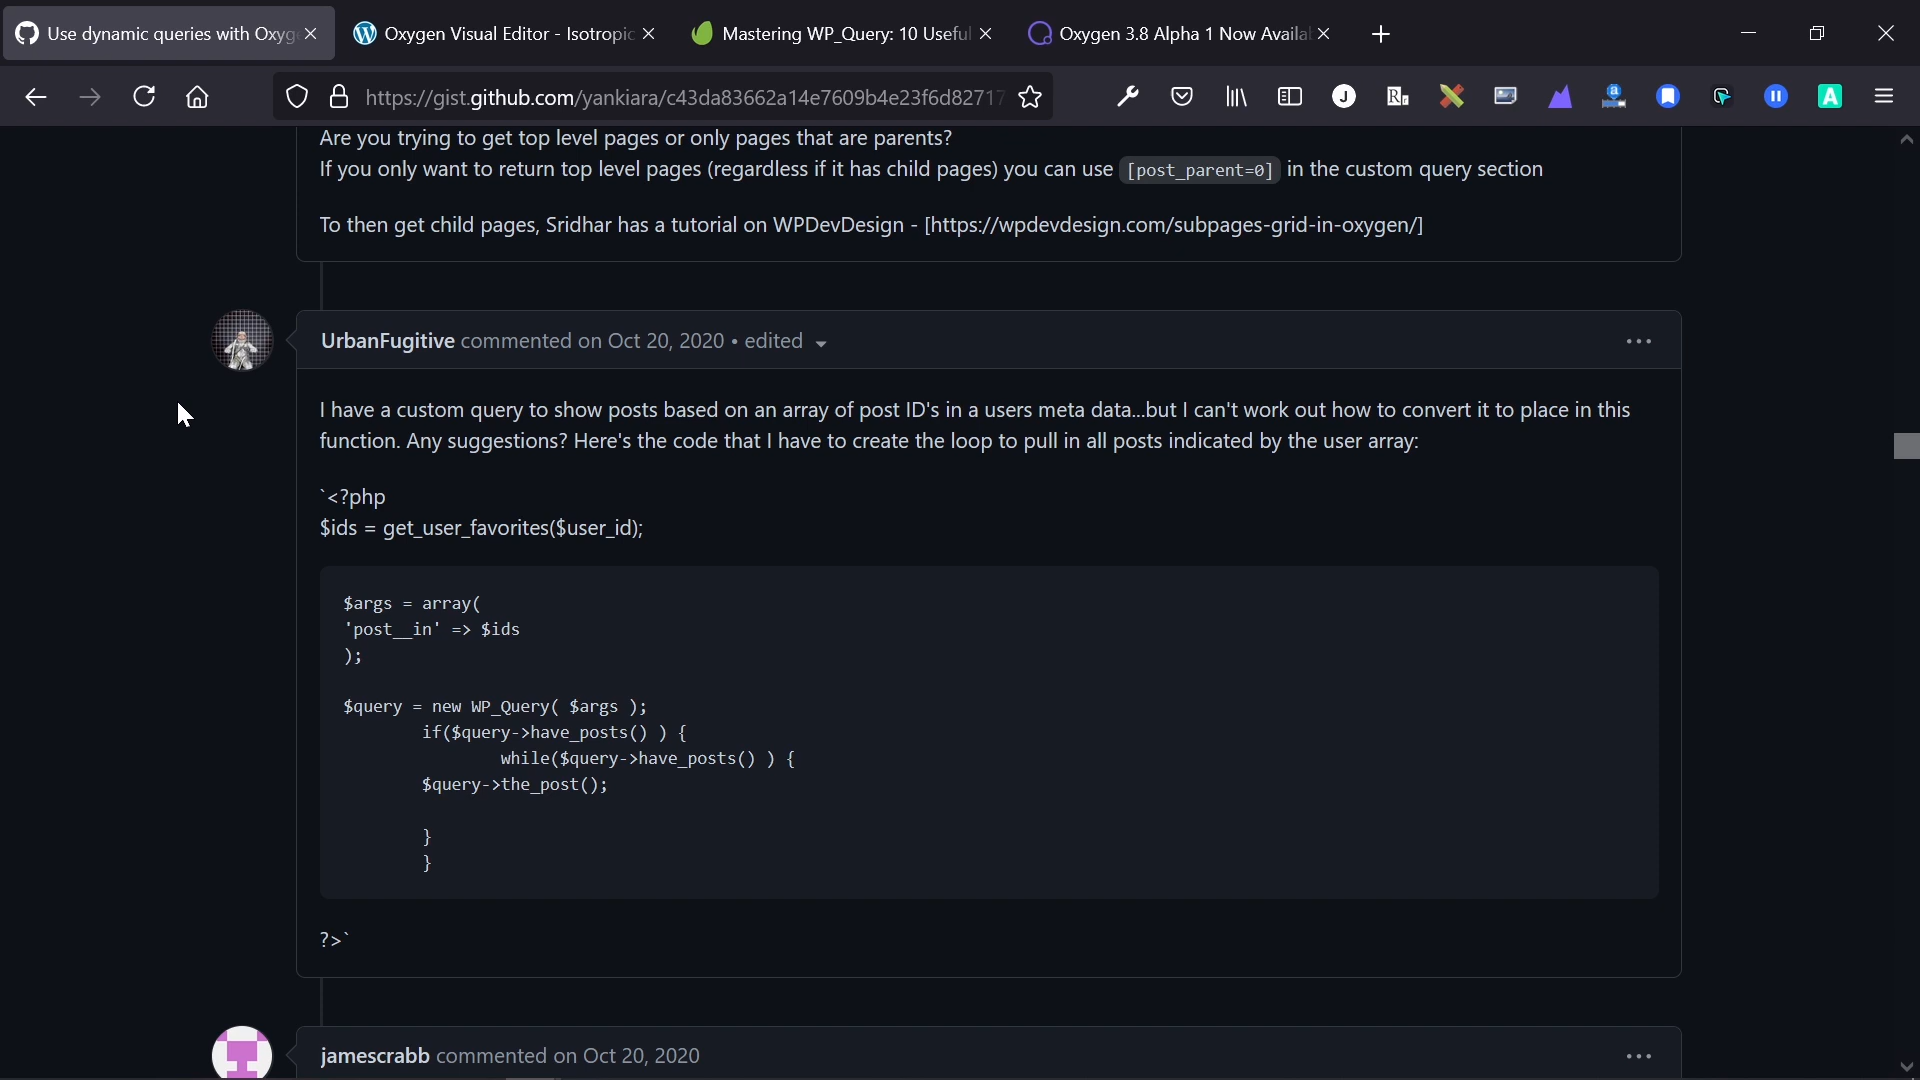 Use dynamic queries with Oxyge
Oxygen Visual Editor - Isotropic
Mastering WP_Query: 10 Useful
Oxygen 3.8 Alpha 1 Now Availa
https://gist.github.com/yankiara/c43da83662a14e7609b4e23f6d82717
Are you trying to get top level pages or only pages that are parents?
If you only want to return top level pages (regardless if it has child pages) you can use [post_parent=0] in the custom query section
To then get child pages, Sridhar has a tutorial on WPDevDesign - [https://wpdevdesign.com/subpages-grid-in-oxygen/]
UrbanFugitive commented on Oct 20, 2020 • edited
I have a custom query to show posts based on an array of post ID's in a users meta data...but I can't work out how to convert it to place in this
function. Any suggestions? Here's the code that I have to create the loop to pull in all posts indicated by the user array:
`<?php
$ids = get_user_favorites($user_id);
$args = array(
'post__in' => $ids
);
$query = new WP_Query( $args );
if($query->have_posts() ) {
while($query->have_posts() ) {
$query->the_post();
}
}
?>`
jamescrabb commented on Oct 20, 2020